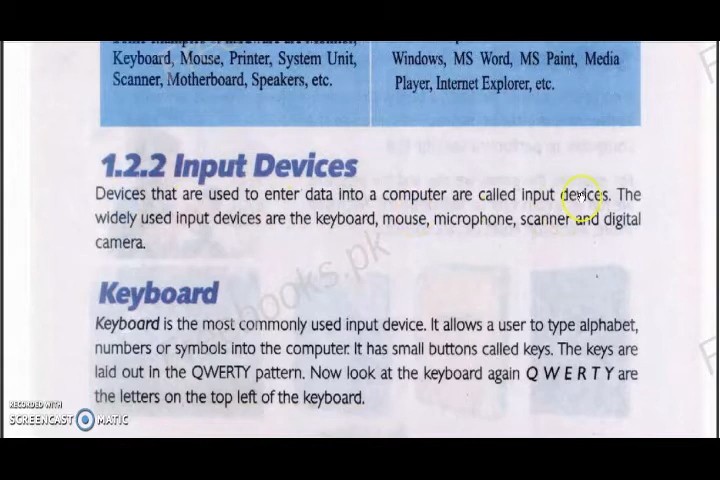 Keyboard, Mouse, Printer, System Unit,
Scanner, Motherboard, Speakers, etc.
Windows, MS Word, MS Paint, Media
Player, Internet Explorer, etc.
1.2.2 Input Devices
Devices that are used to enter data into a computer are called input devices. The
widely used input devices are the keyboard, mouse, microphone, scanner and digital
camera.
Keyboard
Keyboard is the most commonly used input device. It allows a user to type alphabet,
numbers or symbols into the computer. It has small buttons called keys. The keys are
laid out in the QWERTY pattern. Now look at the keyboard again Q W E R T Y are
the letters on the top left of the keyboard.
RECORDED WITH
SCREENCAST MATIC